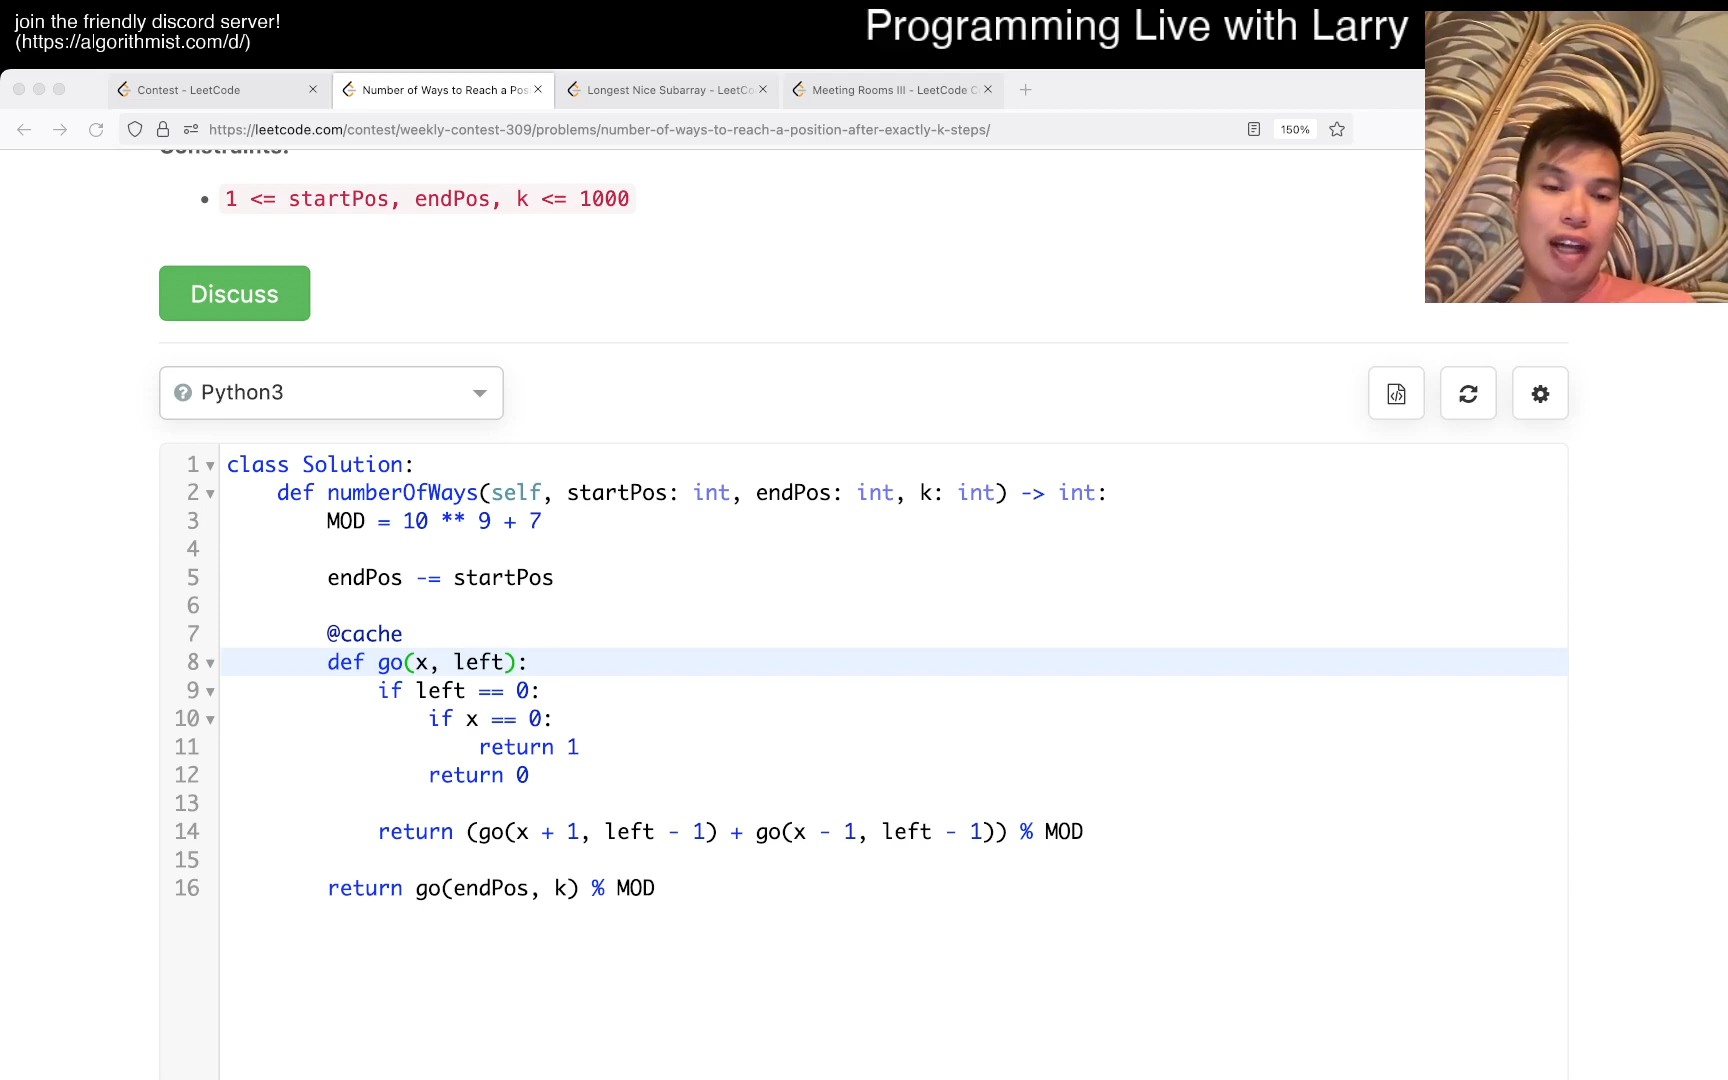 join the friendly discord server!
(https://algorithmist.com/d/)
Programming Live with Larry
Contest - LeetCode
Number of Ways to Reach a Pos
Longest Nice Subarray - LeetCo
Meeting Rooms III - LeetCode C
https://leetcode.com/contest/weekly-contest-309/problems/number-of-ways-to-reach-a-position-after-exactly-k-steps/
150%
Constraints:
1 <= startPos, endPos, k <= 1000
Discuss
Python3
1 class Solution:
2 def numberOfWays(self, startPos: int, endPos: int, k: int) -> int:
3 MOD = 10 ** 9 + 7
4
5 endPos -= startPos
6
7 @cache
8 def go(x, left):
9 if left == 0:
10 if x == 0:
11 return 1
12 return 0
13
14 return (go(x + 1, left - 1) + go(x - 1, left - 1)) % MOD
15
16 return go(endPos, k) % MOD